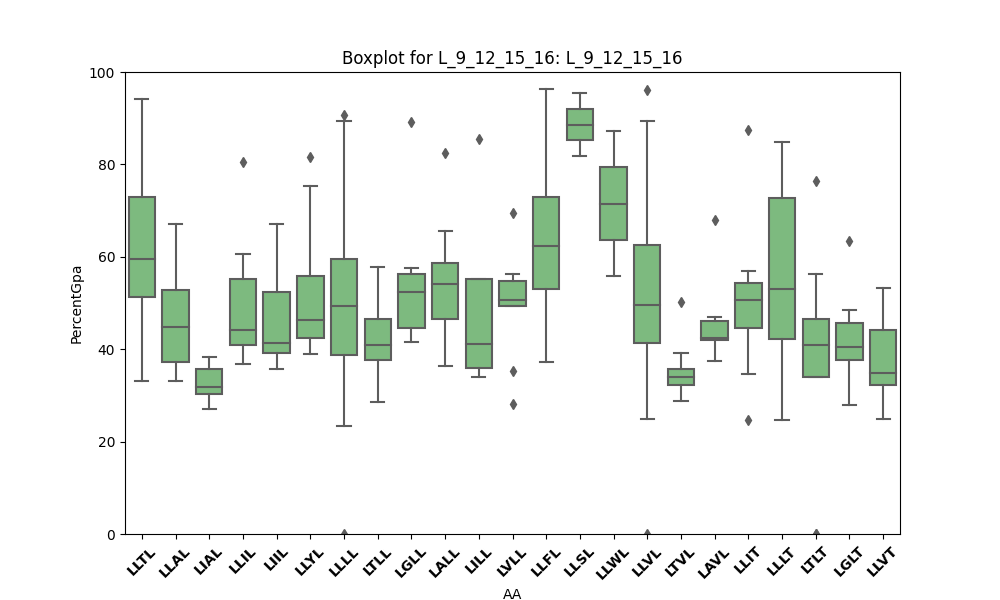 Boxplot for L_9_12_15_16: L_9_12_15_16
PercentGpa
100
80
60
40
20
0
LLTL LLAL LIAL LLIL LIIL LLYL LLLL LTLL LGLL LALL LILL LVLL LLFL LLSL LLWL LLVL LTVL LAVL LLIT LLLT LTLT LGLT LLVT
AA